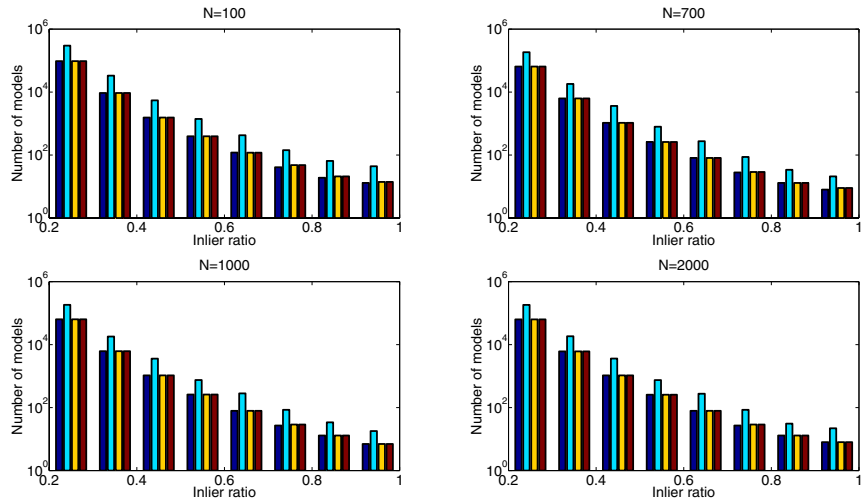 N=100
10^6
10^4
10^2
10^0
Number of models
0.2 0.4 0.6 0.8 1
Inlier ratio
N=700
10^6
10^4
10^2
10^0
Number of models
0.2 0.4 0.6 0.8 1
Inlier ratio
N=1000
10^6
10^4
10^2
10^0
Number of models
0.2 0.4 0.6 0.8 1
Inlier ratio
N=2000
10^6
10^4
10^2
10^0
Number of models
0.2 0.4 0.6 0.8 1
Inlier ratio